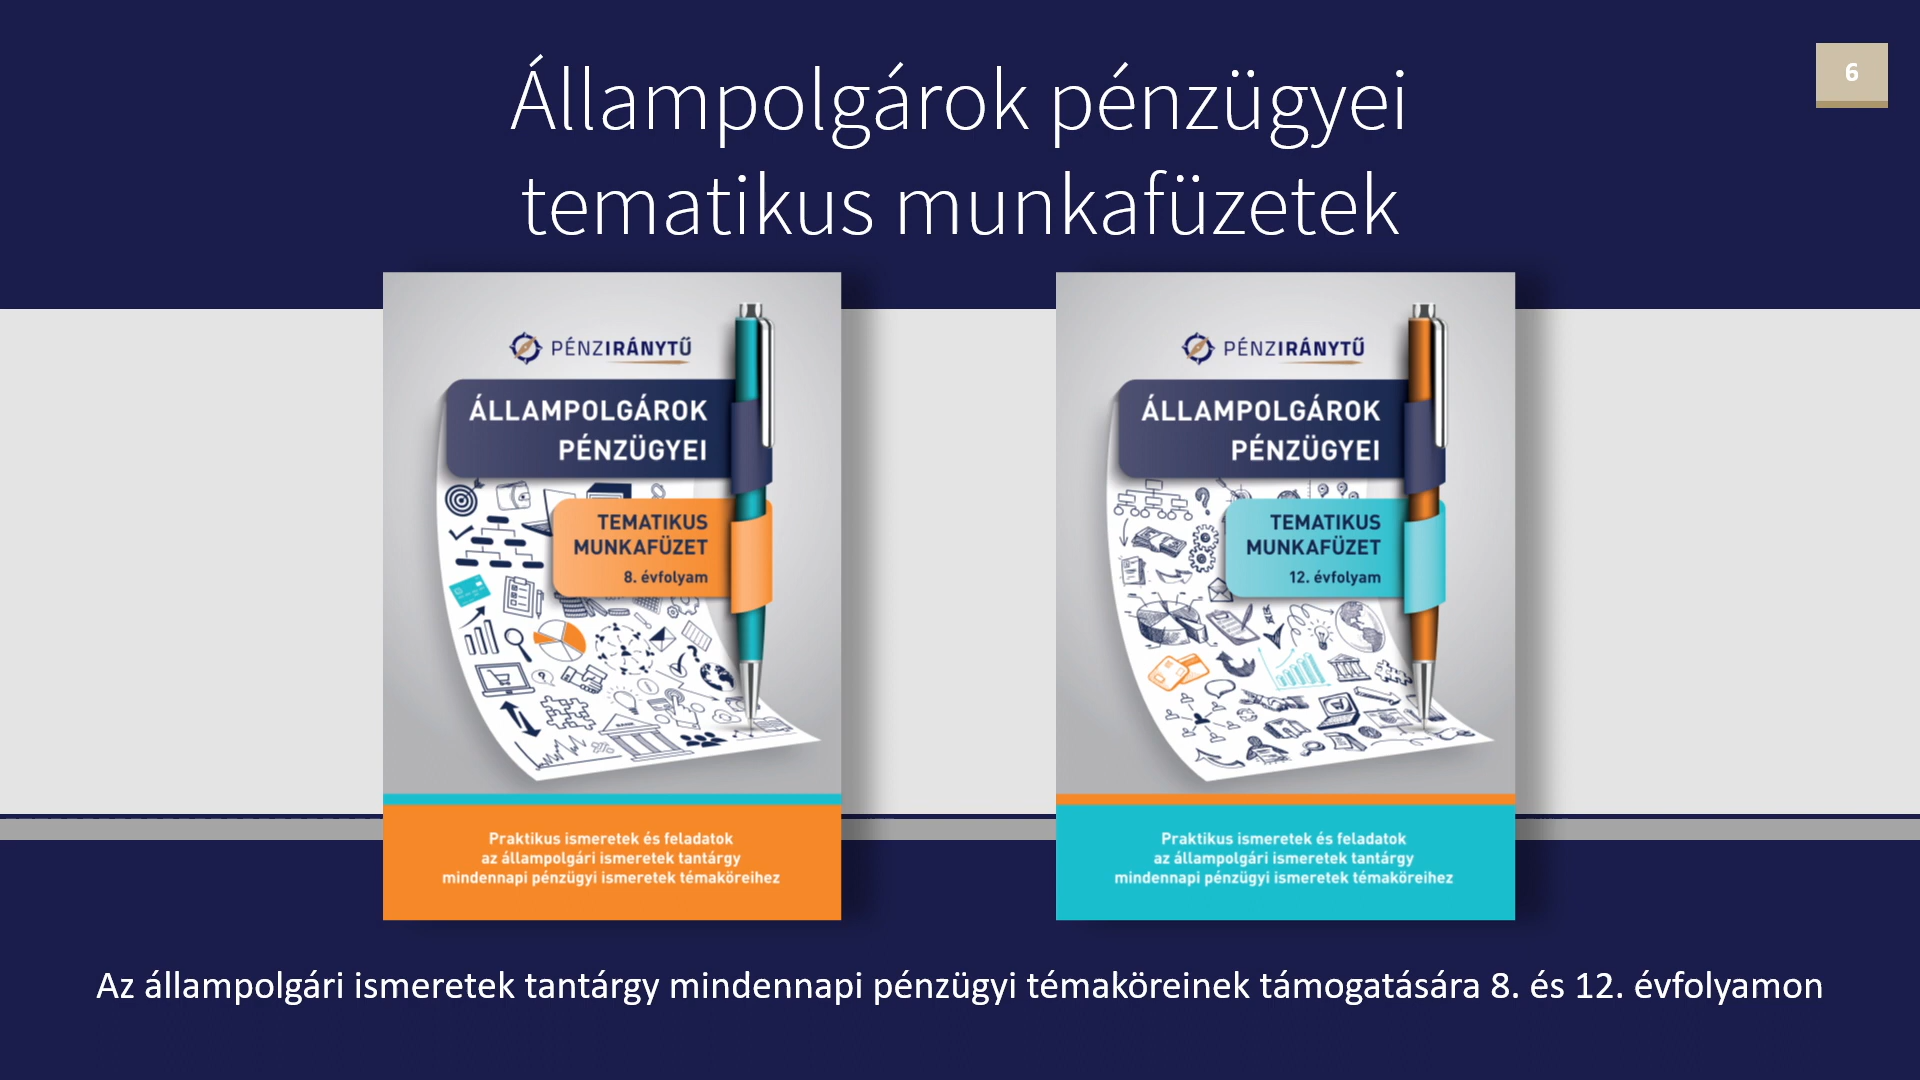 Állampolgárok pénzügyei
tematikus munkafüzetek
6
PÉNZIRÁNYTŰ
ÁLLAMPOLGÁROK
PÉNZÜGYEI
TEMATIKUS
MUNKAFÜZET
8. évfolyam
Praktikus ismeretek és feladatok
az állampolgári ismeretek tantárgy
mindennapi pénzügyi ismeretek témaköreihez
PÉNZIRÁNYTŰ
ÁLLAMPOLGÁROK
PÉNZÜGYEI
TEMATIKUS
MUNKAFÜZET
12. évfolyam
Praktikus ismeretek és feladatok
az állampolgári ismeretek tantárgy
mindennapi pénzügyi ismeretek témaköreihez
Az állampolgári ismeretek tantárgy mindennapi pénzügyi témaköreinek támogatására 8. és 12. évfolyamon